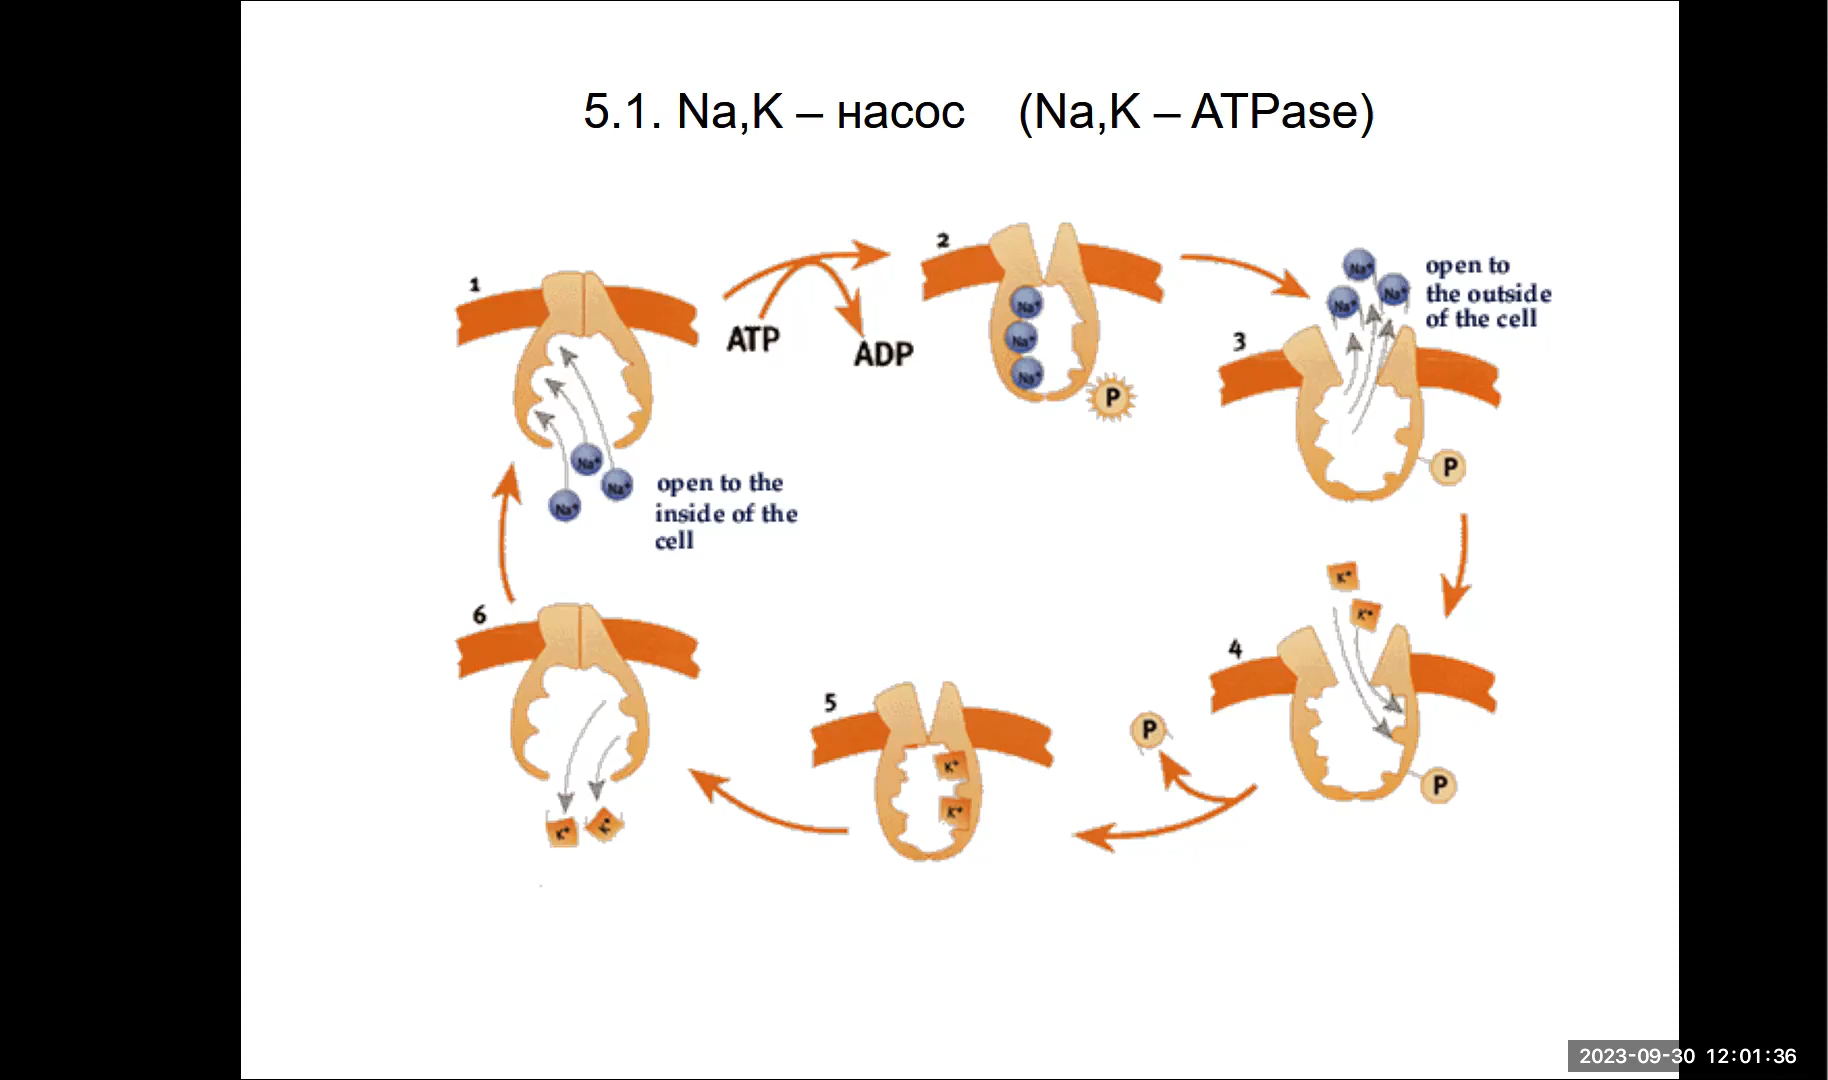 5.1. Na,K – насос (Na,K – ATPase)
1
ATP
ADP
2
Na⁺
Na⁺
Na⁺
P
Na⁺
Na⁺
Na⁺
open to
the outside
of the cell
3
P
Na⁺
Na⁺
Na⁺
open to the
inside of the
cell
K⁺
K⁺
4
P
P
5
K⁺
K⁺
6
K⁺
K⁺
2023-09-30 12:01:36